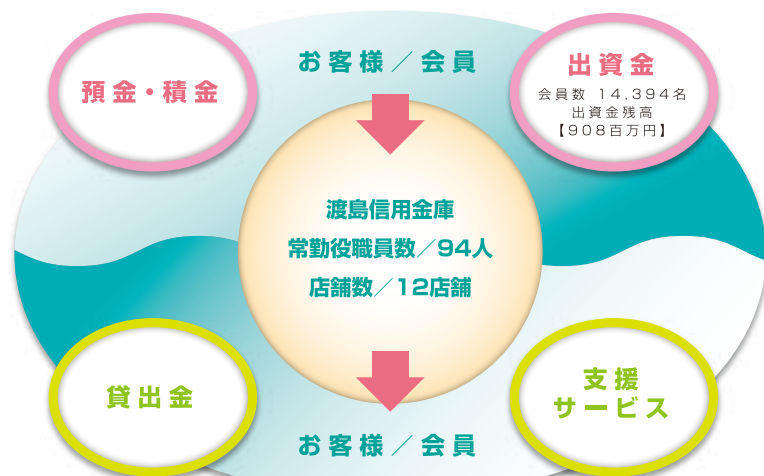 お客様／会員
預金・積金
出資金
会員数 14,394名
出資金残高
【908百万円】
渡島信用金庫
常勤役職員数／94人
店舗数／12店舗
貸出金
支援
サービス
お客様／会員